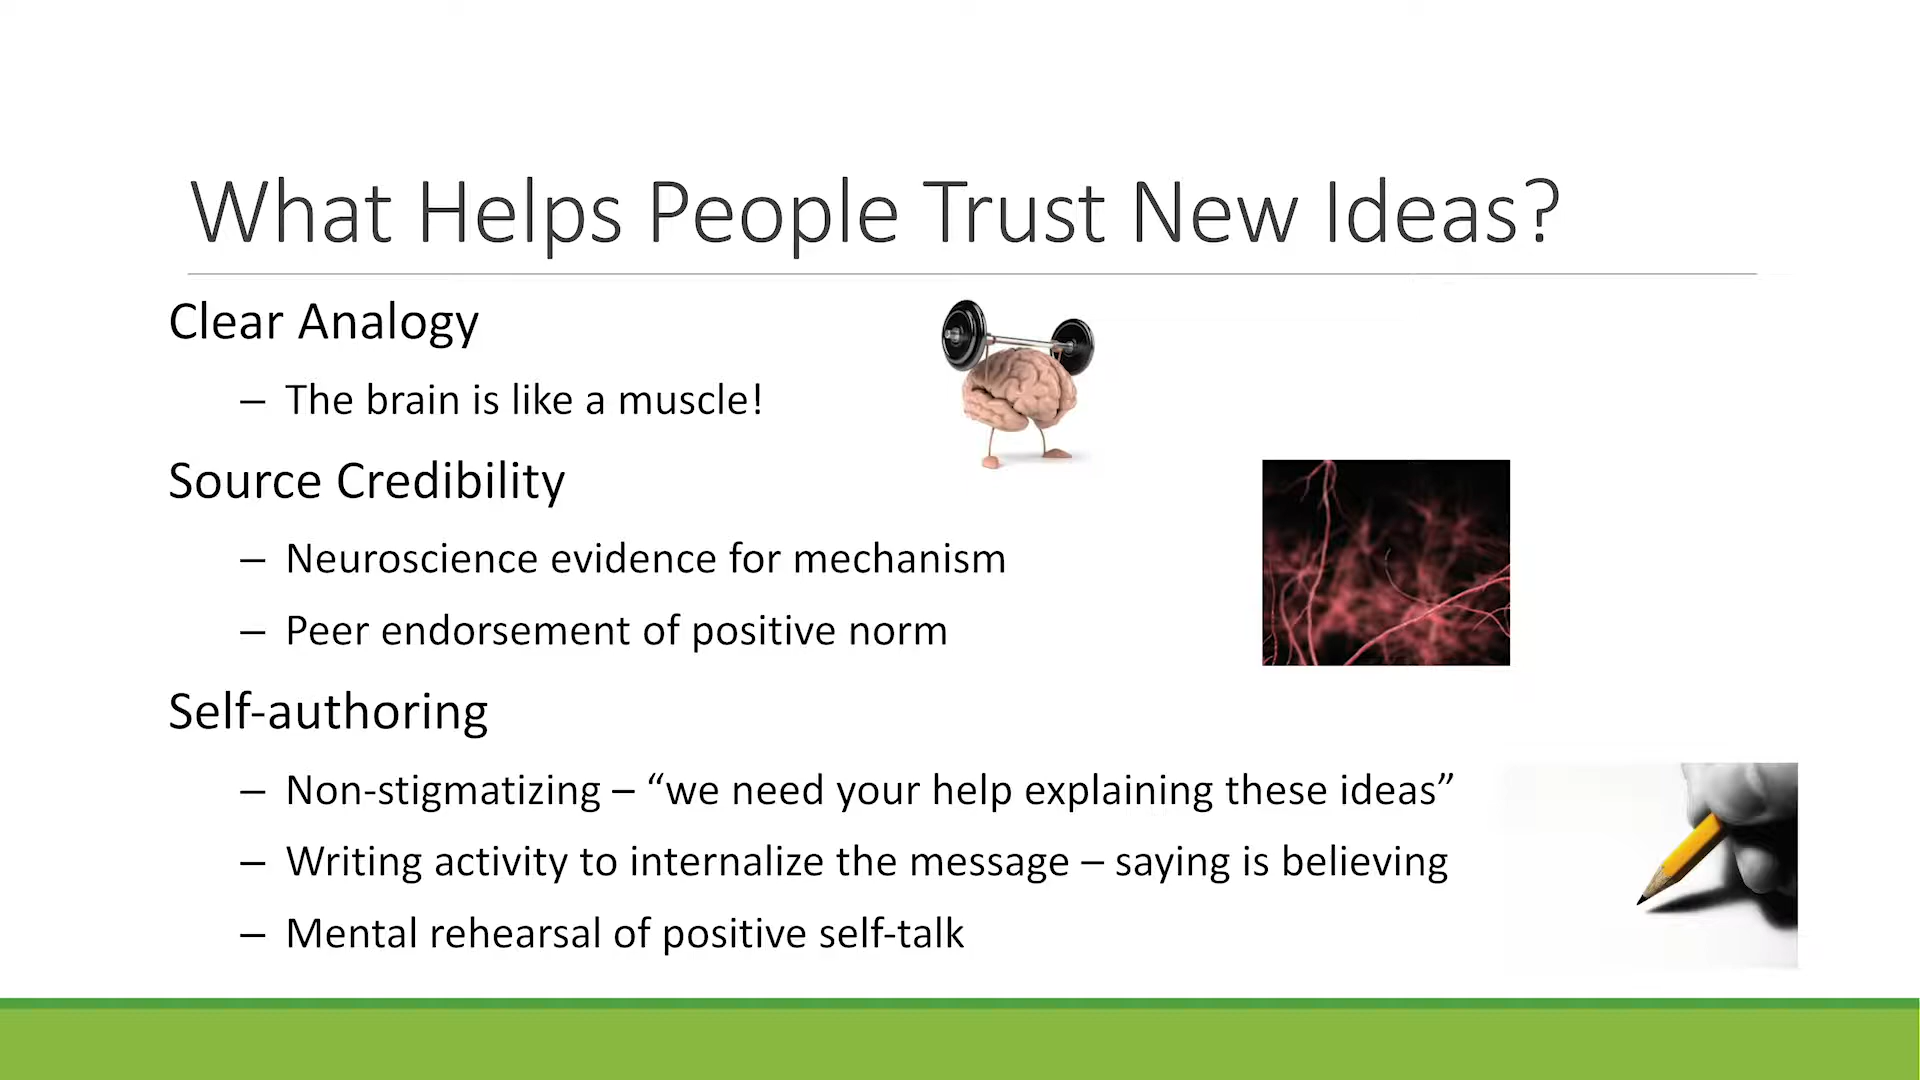 What Helps People Trust New Ideas?
Clear Analogy
– The brain is like a muscle!
Source Credibility
– Neuroscience evidence for mechanism
– Peer endorsement of positive norm
Self-authoring
– Non-stigmatizing – “we need your help explaining these ideas”
– Writing activity to internalize the message – saying is believing
– Mental rehearsal of positive self-talk